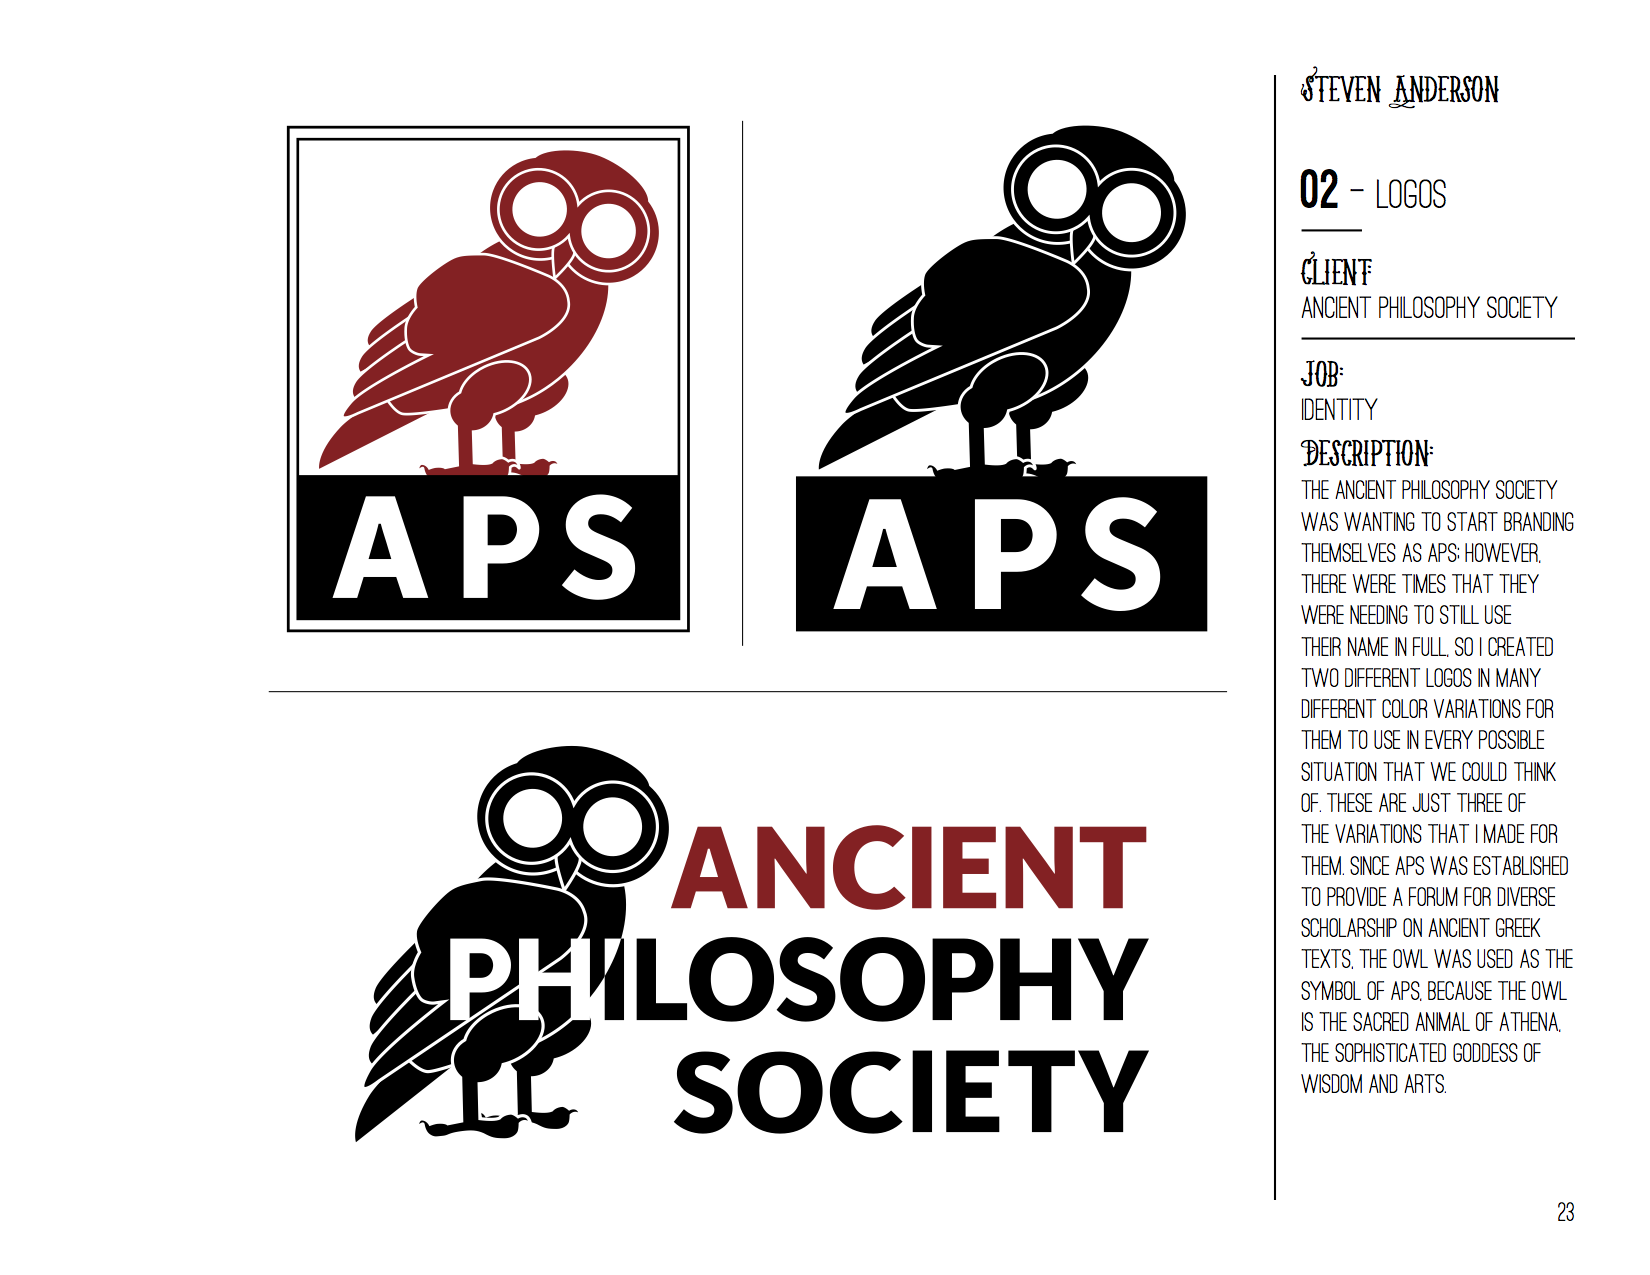 APS
APS
ANCIENT
PHILOSOPHY
SOCIETY
STEVEN ANDERSON
02 - LOGOS
CLIENT
ANCIENT PHILOSOPHY SOCIETY
JOB:
IDENTITY
DESCRIPTION:
THE ANCIENT PHILOSOPHY SOCIETY
WAS WANTING TO START BRANDING
THEMSELVES AS APS; HOWEVER,
THERE WERE TIMES THAT THEY
WERE NEEDING TO STILL USE
THEIR NAME IN FULL, SO I CREATED
TWO DIFFERENT LOGOS IN MANY
DIFFERENT COLOR VARIATIONS FOR
THEM TO USE IN EVERY POSSIBLE
SITUATION THAT WE COULD THINK
OF. THESE ARE JUST THREE OF
THE VARIATIONS THAT I MADE FOR
THEM. SINCE APS WAS ESTABLISHED
TO PROVIDE A FORUM FOR DIVERSE
SCHOLARSHIP ON ANCIENT GREEK
TEXTS, THE OWL WAS USED AS THE
SYMBOL OF APS, BECAUSE THE OWL
IS THE SACRED ANIMAL OF ATHENA,
THE SOPHISTICATED GODDESS OF
WISDOM AND ARTS.
23